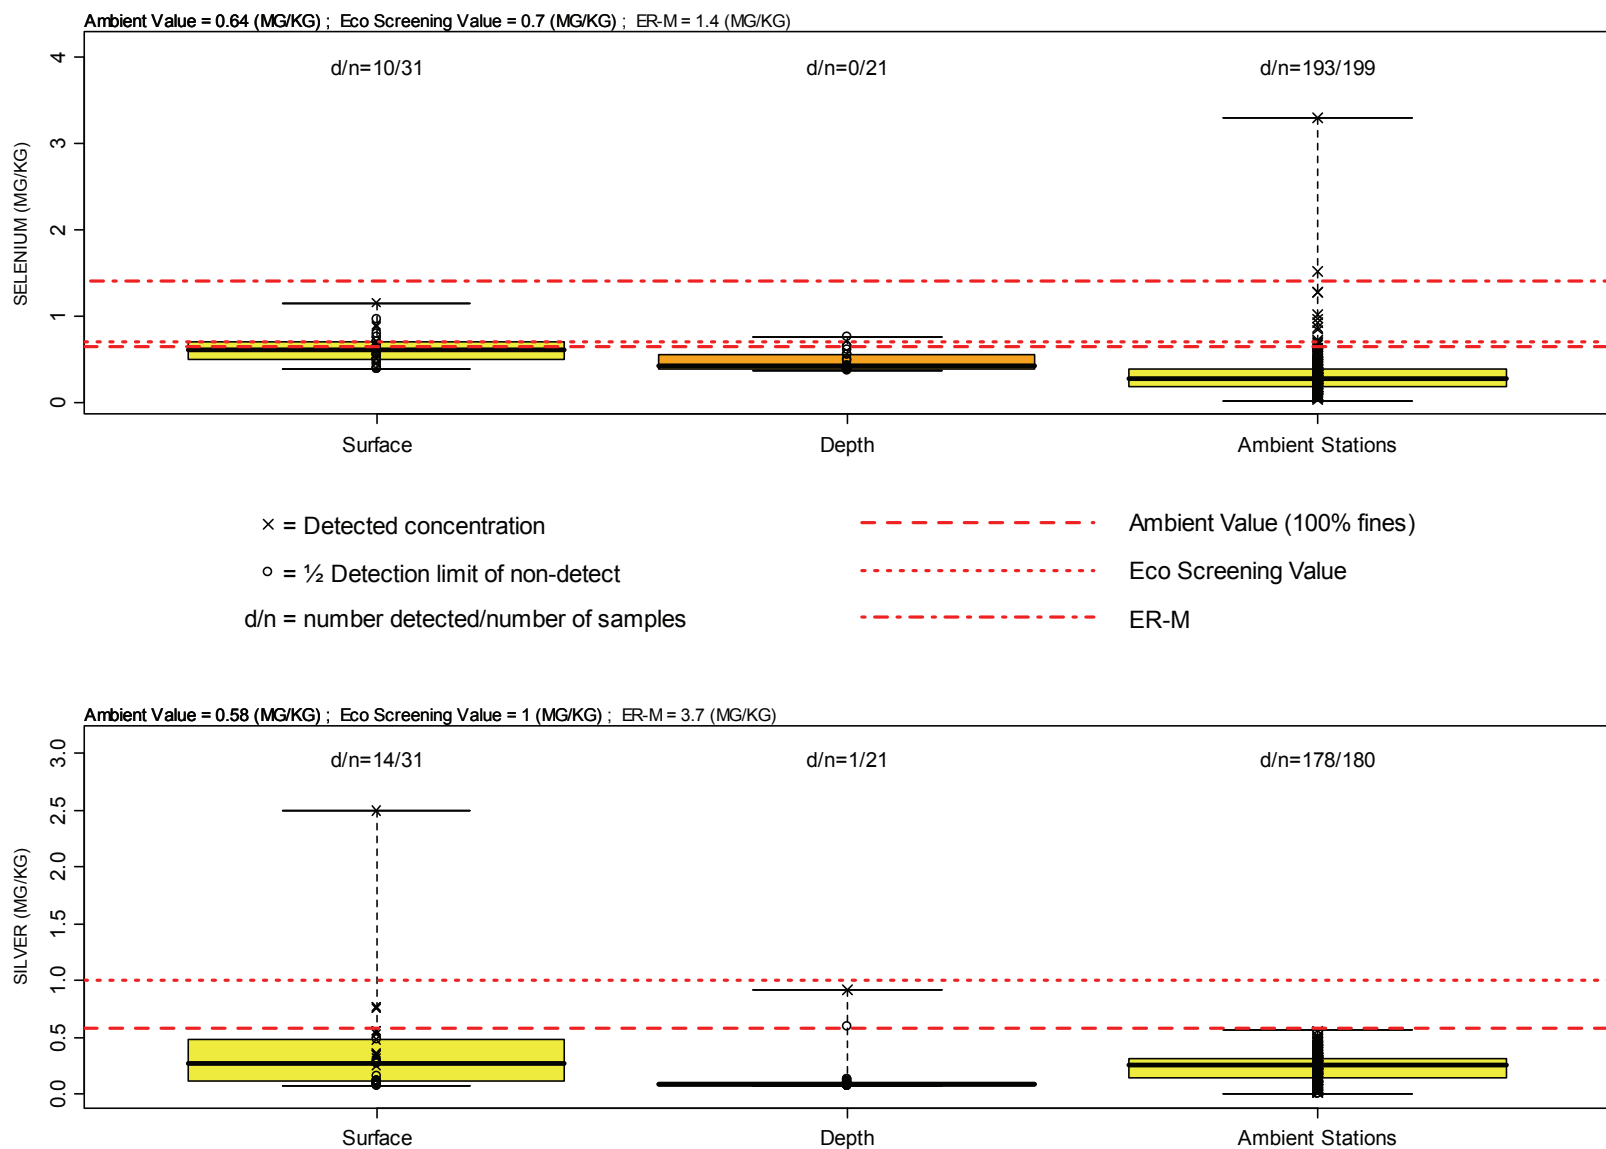 Ambient Value = 0.64 (MG/KG) ; Eco Screening Value = 0.7 (MG/KG) ; ER-M = 1.4 (MG/KG)
d/n=10/31 d/n=0/21 d/n=193/199
SELENIUM (MG/KG)
4
3
2
1
0
Surface Depth Ambient Stations
× = Detected concentration
o = ½ Detection limit of non-detect
d/n = number detected/number of samples
Ambient Value (100% fines)
Eco Screening Value
ER-M
Ambient Value = 0.58 (MG/KG) ; Eco Screening Value = 1 (MG/KG) ; ER-M = 3.7 (MG/KG)
d/n=14/31 d/n=1/21 d/n=178/180
SILVER (MG/KG)
3.0
2.5
2.0
1.5
1.0
0.5
0.0
Surface Depth Ambient Stations